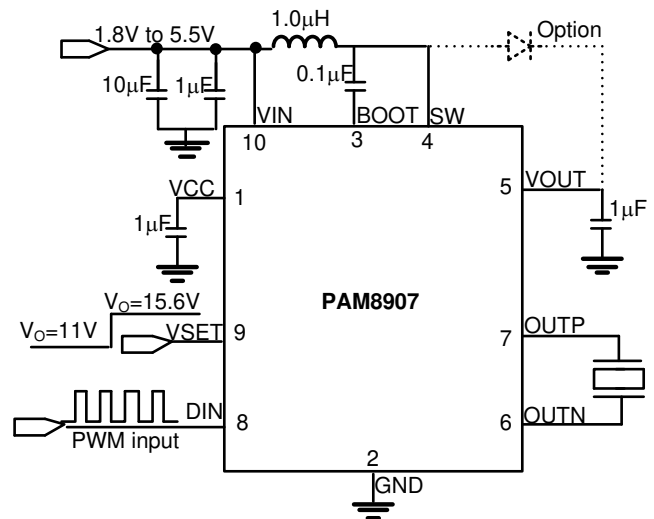 1.8V to 5.5V
1.0μH
Option
10μF
1μF
0.1μF
VIN
BOOT
SW
10
3
4
VCC
1
5
VOUT
1μF
1μF
PAM8907
VO=15.6V
VO=11V
VSET
9
7
OUTP
DIN
8
6
OUTN
PWM input
2
GND